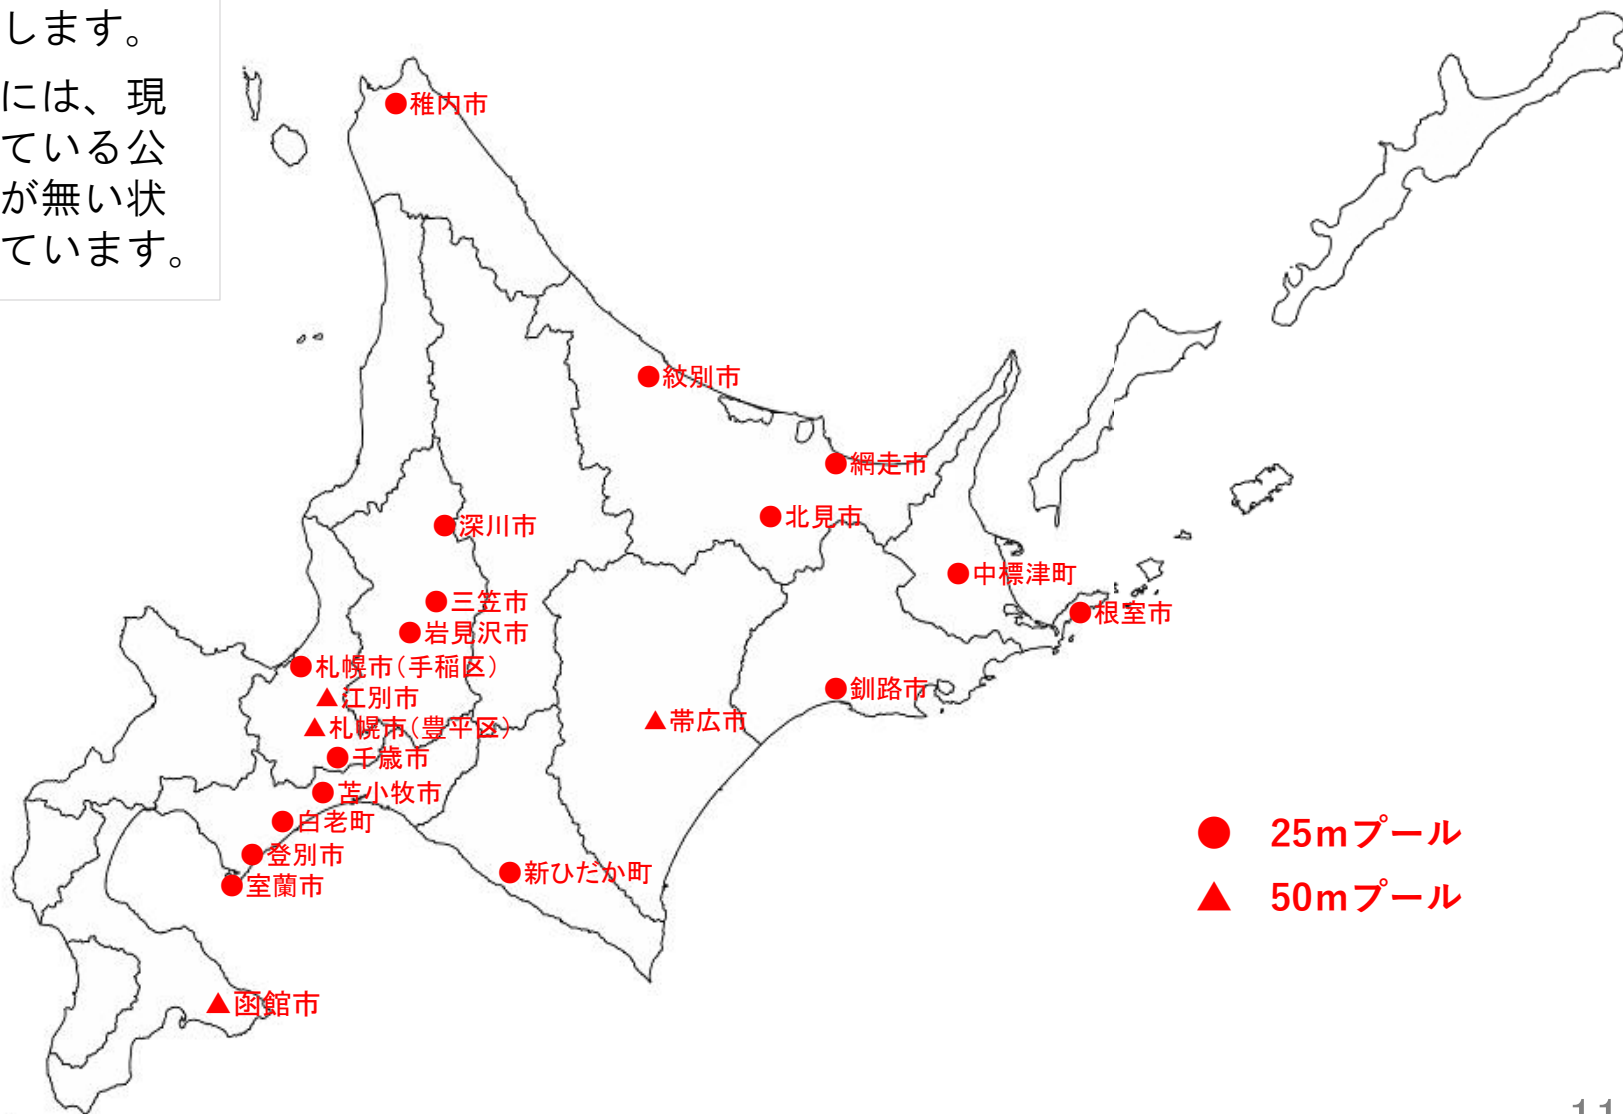 します。
には、現
ている公
が無い状
ています。
●稚内市
●紋別市
●網走市
●北見市
●深川市
●中標津町
●三笠市
●根室市
●岩見沢市
●札幌市(手稲区)
●釧路市
▲江別市
▲帯広市
▲札幌市(豊平区)
●千歳市
●苫小牧市
●白老町
●登別市
●新ひだか町
●室蘭市
▲函館市
● 25mプール
▲ 50mプール
11